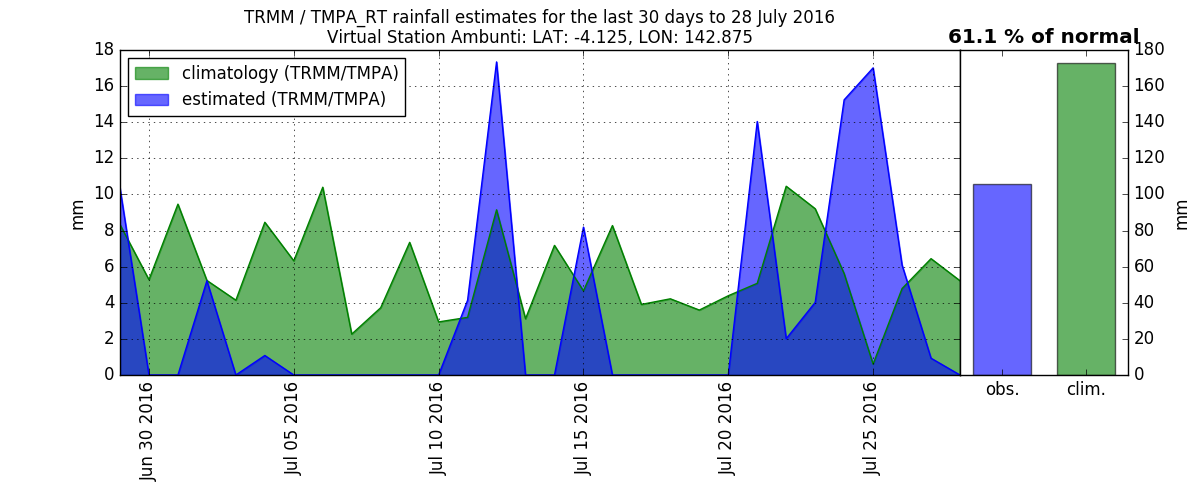 TRMM / TMPA_RT rainfall estimates for the last 30 days to 28 July 2016
Virtual Station Ambunti: LAT: -4.125, LON: 142.875
61.1 % of normal
climatology (TRMM/TMPA)
estimated (TRMM/TMPA)
mm
18
16
14
12
10
8
6
4
2
0
Jun 30 2016
Jul 05 2016
Jul 10 2016
Jul 15 2016
Jul 20 2016
Jul 25 2016
obs.
clim.
180
160
140
120
100
80
60
40
20
0
mm